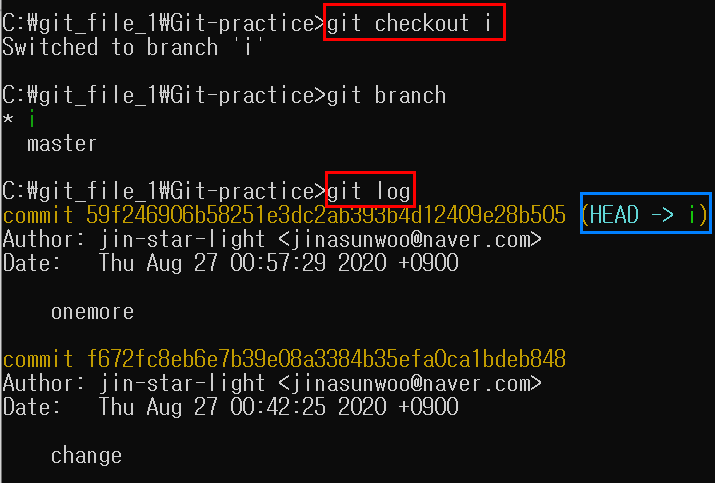 C:₩git_file_1₩Git-practice>git checkout i
Switched to branch 'i'
C:₩git_file_1₩Git-practice>git branch
* i
master
C:₩git_file_1₩Git-practice>git log
commit 59f246906b58251e3dc2ab393b4d12409e28b505 (HEAD -> i)
Author: jin-star-light <jinasunwoo@naver.com>
Date:   Thu Aug 27 00:57:29 2020 +0900
onemore
commit f672fc8eb6e7b39e08a3384b35efa0ca1bdeb848
Author: jin-star-light <jinasunwoo@naver.com>
Date:   Thu Aug 27 00:42:25 2020 +0900
change